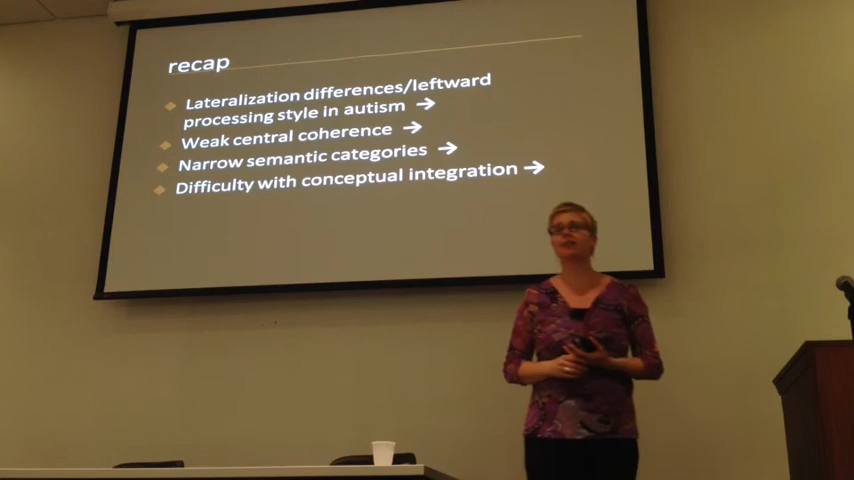 recap
Lateralization differences/leftward
processing style in autism →
Weak central coherence →
Narrow semantic categories →
Difficulty with conceptual integration →